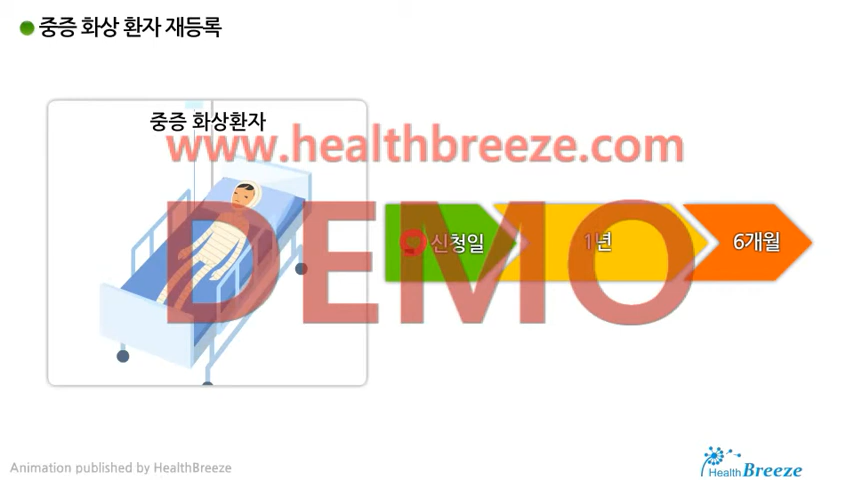 중증 화상 환자 재등록
중증 화상환자
www.healthbreeze.com
DEMO
신청일
1년
6개월
Animation published by HealthBreeze
Health Breeze